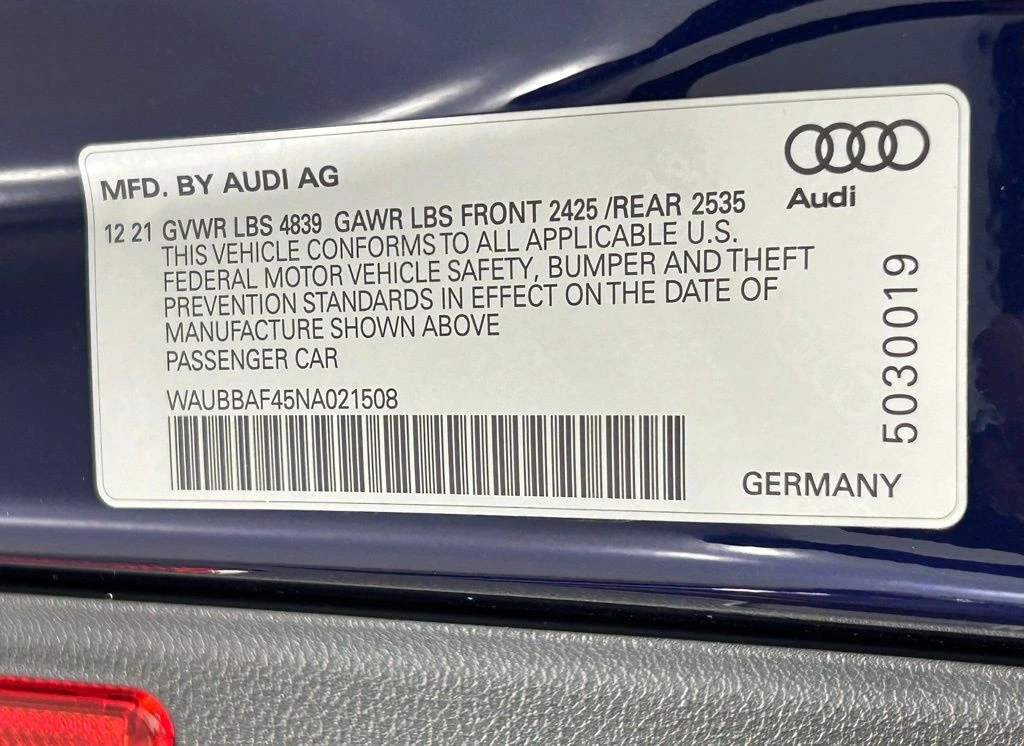 MFD. BY AUDI AG
Audi
12 21 GVWR LBS 4839 GAWR LBS FRONT 2425 /REAR 2535
THIS VEHICLE CONFORMS TO ALL APPLICABLE U.S.
FEDERAL MOTOR VEHICLE SAFETY, BUMPER AND THEFT
PREVENTION STANDARDS IN EFFECT ON THE DATE OF
MANUFACTURE SHOWN ABOVE
PASSENGER CAR
WAUBBAF45NA021508
5030019
GERMANY